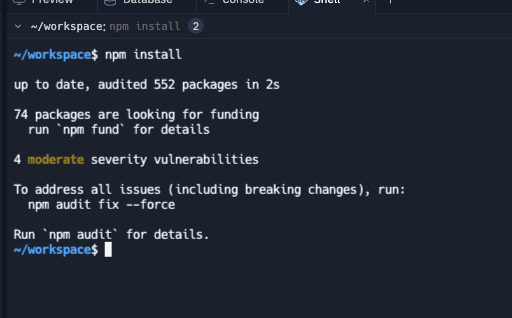 Preview Database Console Shell
~/workspace: npm install 2
~/workspace$ npm install
up to date, audited 552 packages in 2s
74 packages are looking for funding
run `npm fund` for details
4 moderate severity vulnerabilities
To address all issues (including breaking changes), run:
npm audit fix --force
Run `npm audit` for details.
~/workspace$